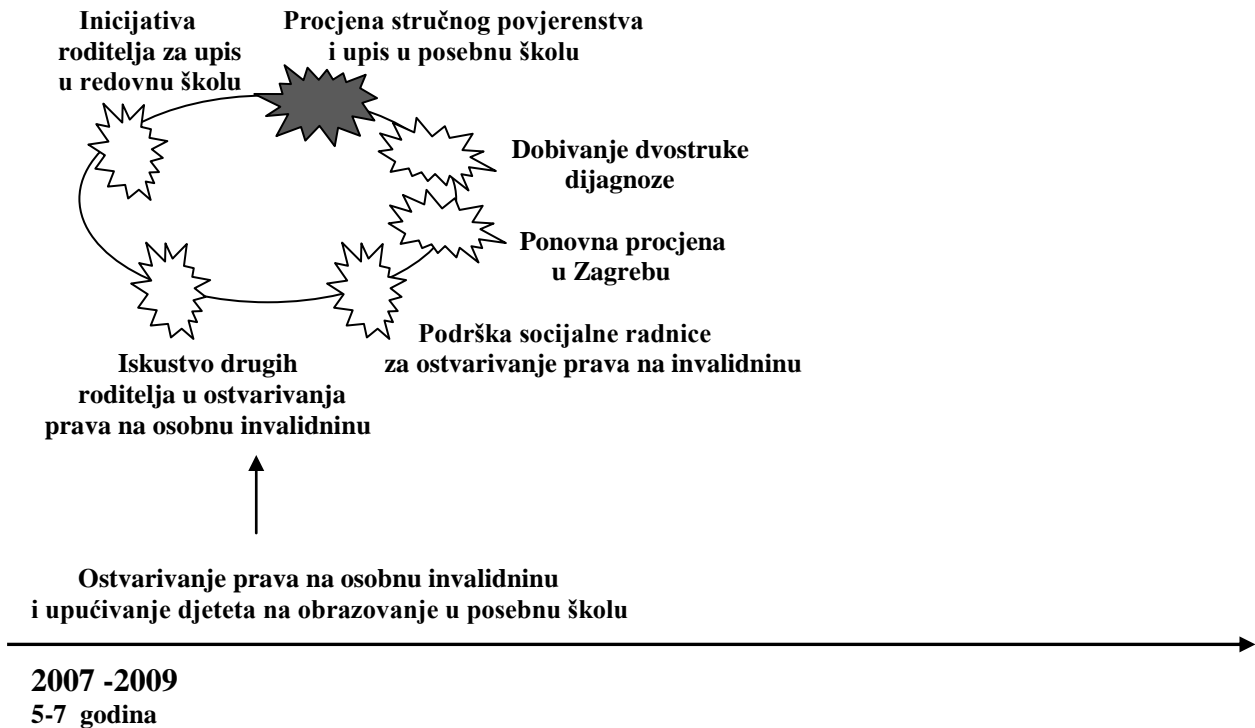 Inicijativa
roditelja za upis
u redovnu školu
Procjena stručnog povjerenstva
i upis u posebnu školu
Dobivanje dvostruke
dijagnoze
Ponovna procjena
u Zagrebu
Podrška socijalne radnice
za ostvarivanje prava na invalidninu
Iskustvo drugih
roditelja u ostvarivanja
prava na osobnu invalidninu
Ostvarivanje prava na osobnu invalidninu
i upućivanje djeteta na obrazovanje u posebnu školu
2007 -2009
5-7 godina